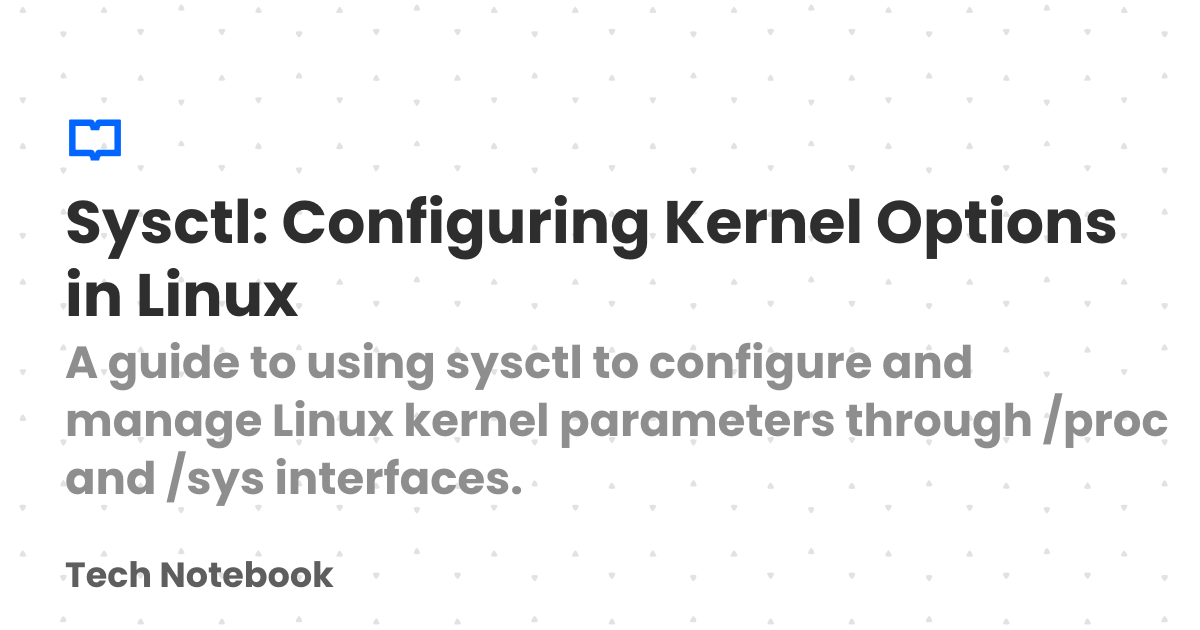 Sysctl: Configuring Kernel Options
in Linux
A guide to using sysctl to configure and
manage Linux kernel parameters through /proc
and /sys interfaces.
Tech Notebook